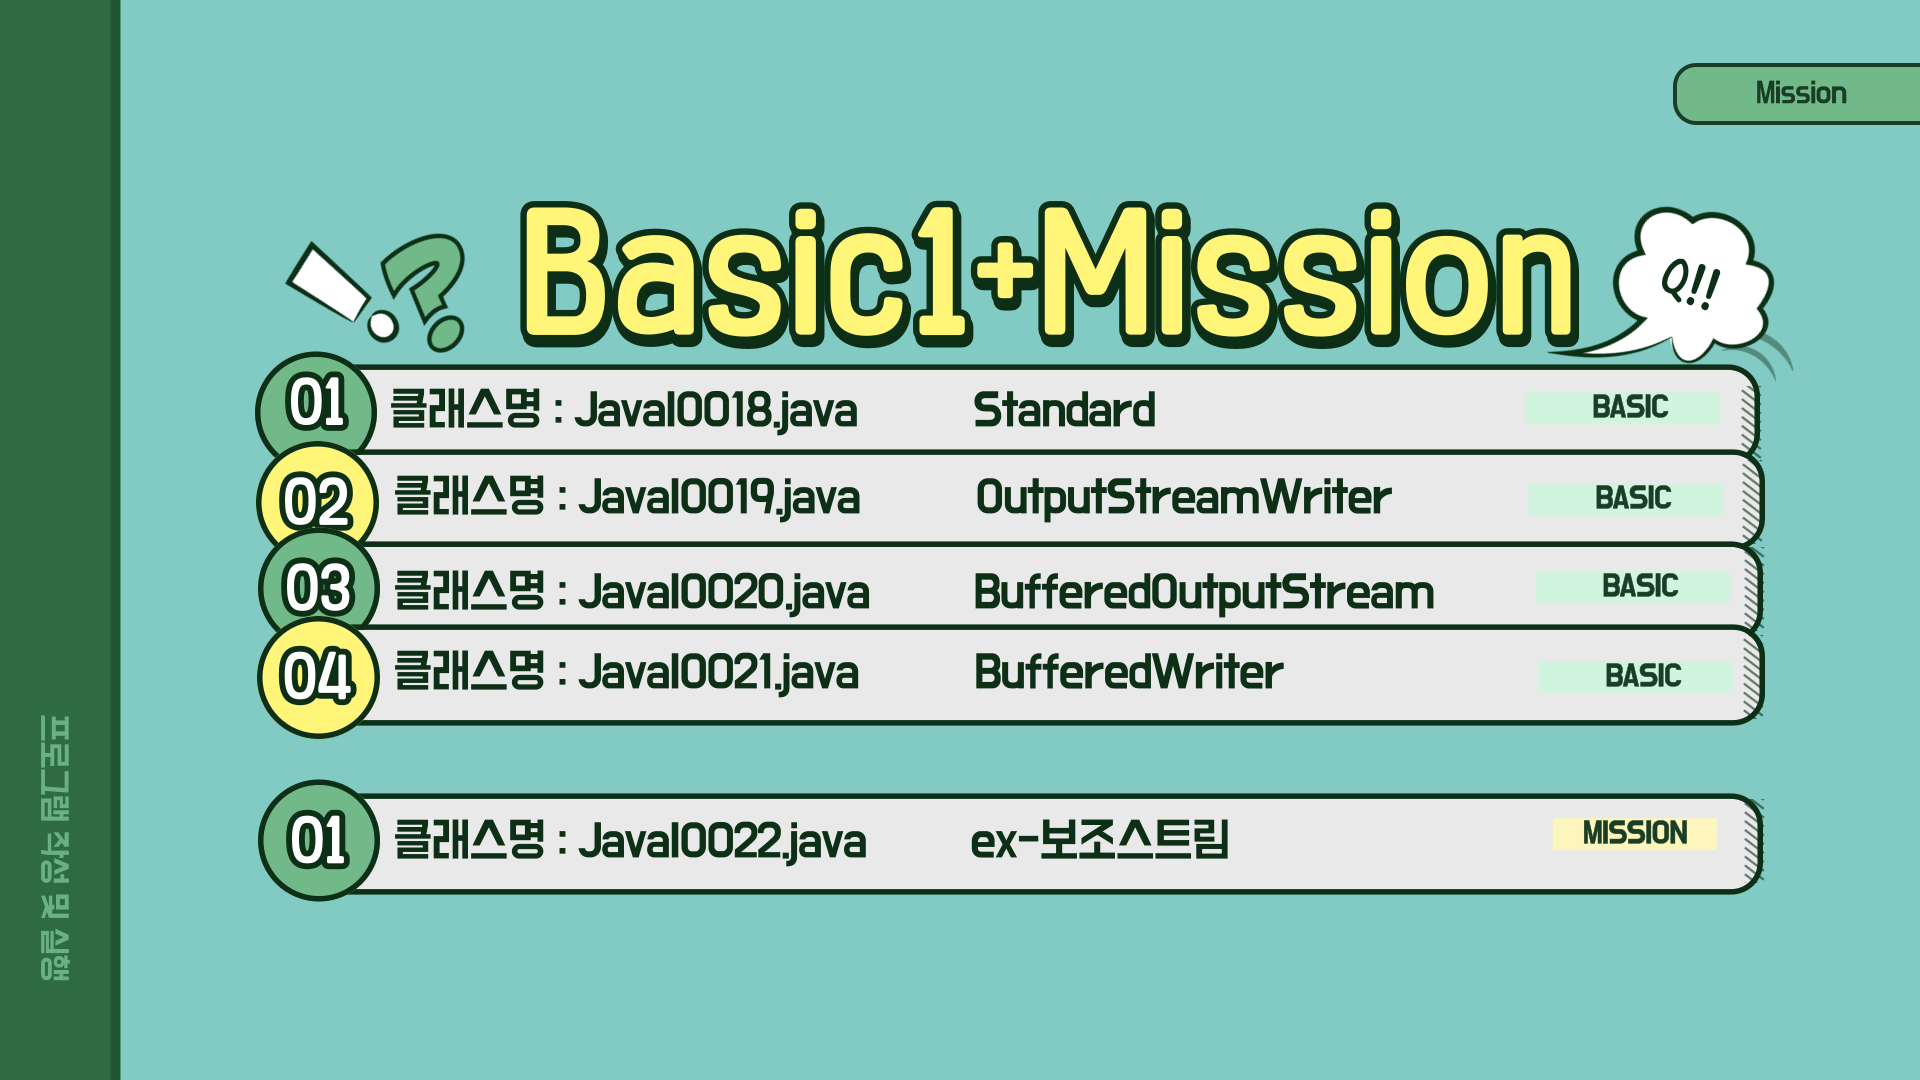 Mission
Basic1+Mission
Q!!
01 클래스명 : Java10018.java Standard BASIC
02 클래스명 : Java10019.java OutputStreamWriter BASIC
03 클래스명 : Java10020.java BufferedOutputStream BASIC
04 클래스명 : Java10021.java BufferedWriter BASIC
01 클래스명 : Java10022.java ex-보조스트림 MISSION
프로그램 작성 및 실행